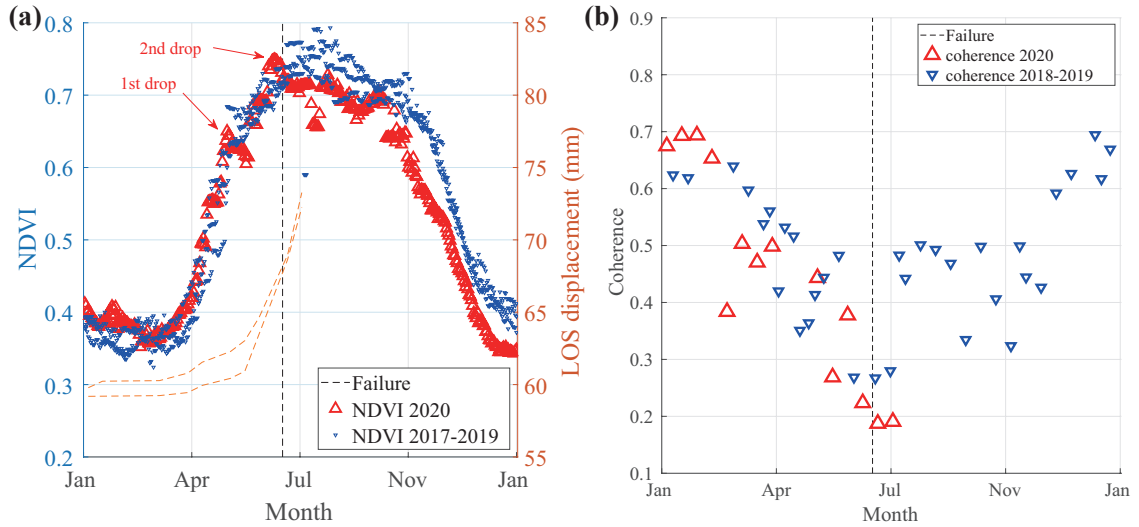 (a)
0.8
0.7
0.6
0.5
0.4
0.3
0.2
NDVI
85
80
75
70
65
60
55
LOS displacement (mm)
2nd drop
1st drop
Failure
NDVI 2020
NDVI 2017-2019
Jan
Apr
Jul
Nov
Jan
Month
(b)
0.9
0.8
0.7
0.6
0.5
0.4
0.3
0.2
0.1
Coherence
Failure
coherence 2020
coherence 2018-2019
Jan
Apr
Jul
Nov
Jan
Month